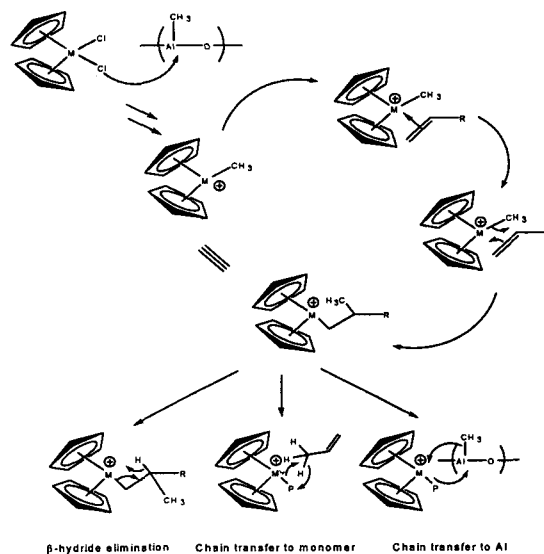 Cl
M
Cl
CH3
Al
O
M
CH3
R
M
CH3
M
CH3
H3C
M
R
H
R
M
CH3
H
H
H
M
P
CH3
Al
O
M
P
β-hydride elimination
Chain transfer to monomer
Chain transfer to Al